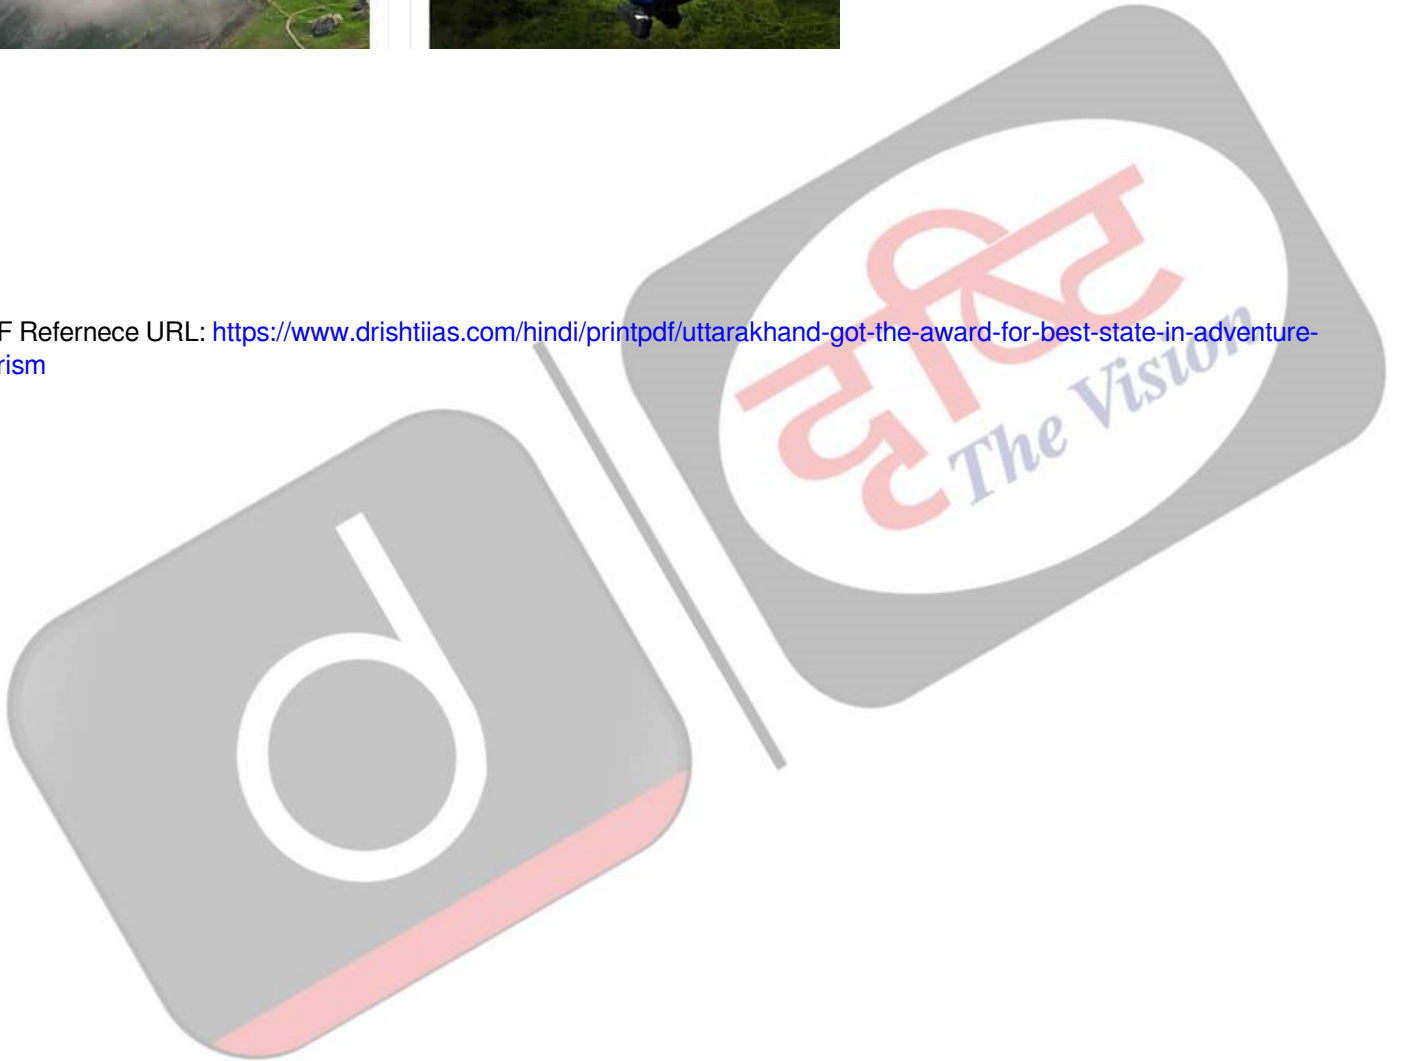 F Refernece URL: https://www.drishtiias.com/hindi/printpdf/uttarakhand-got-the-award-for-best-state-in-adventure-
rism
दृष्टि
The Vision
d